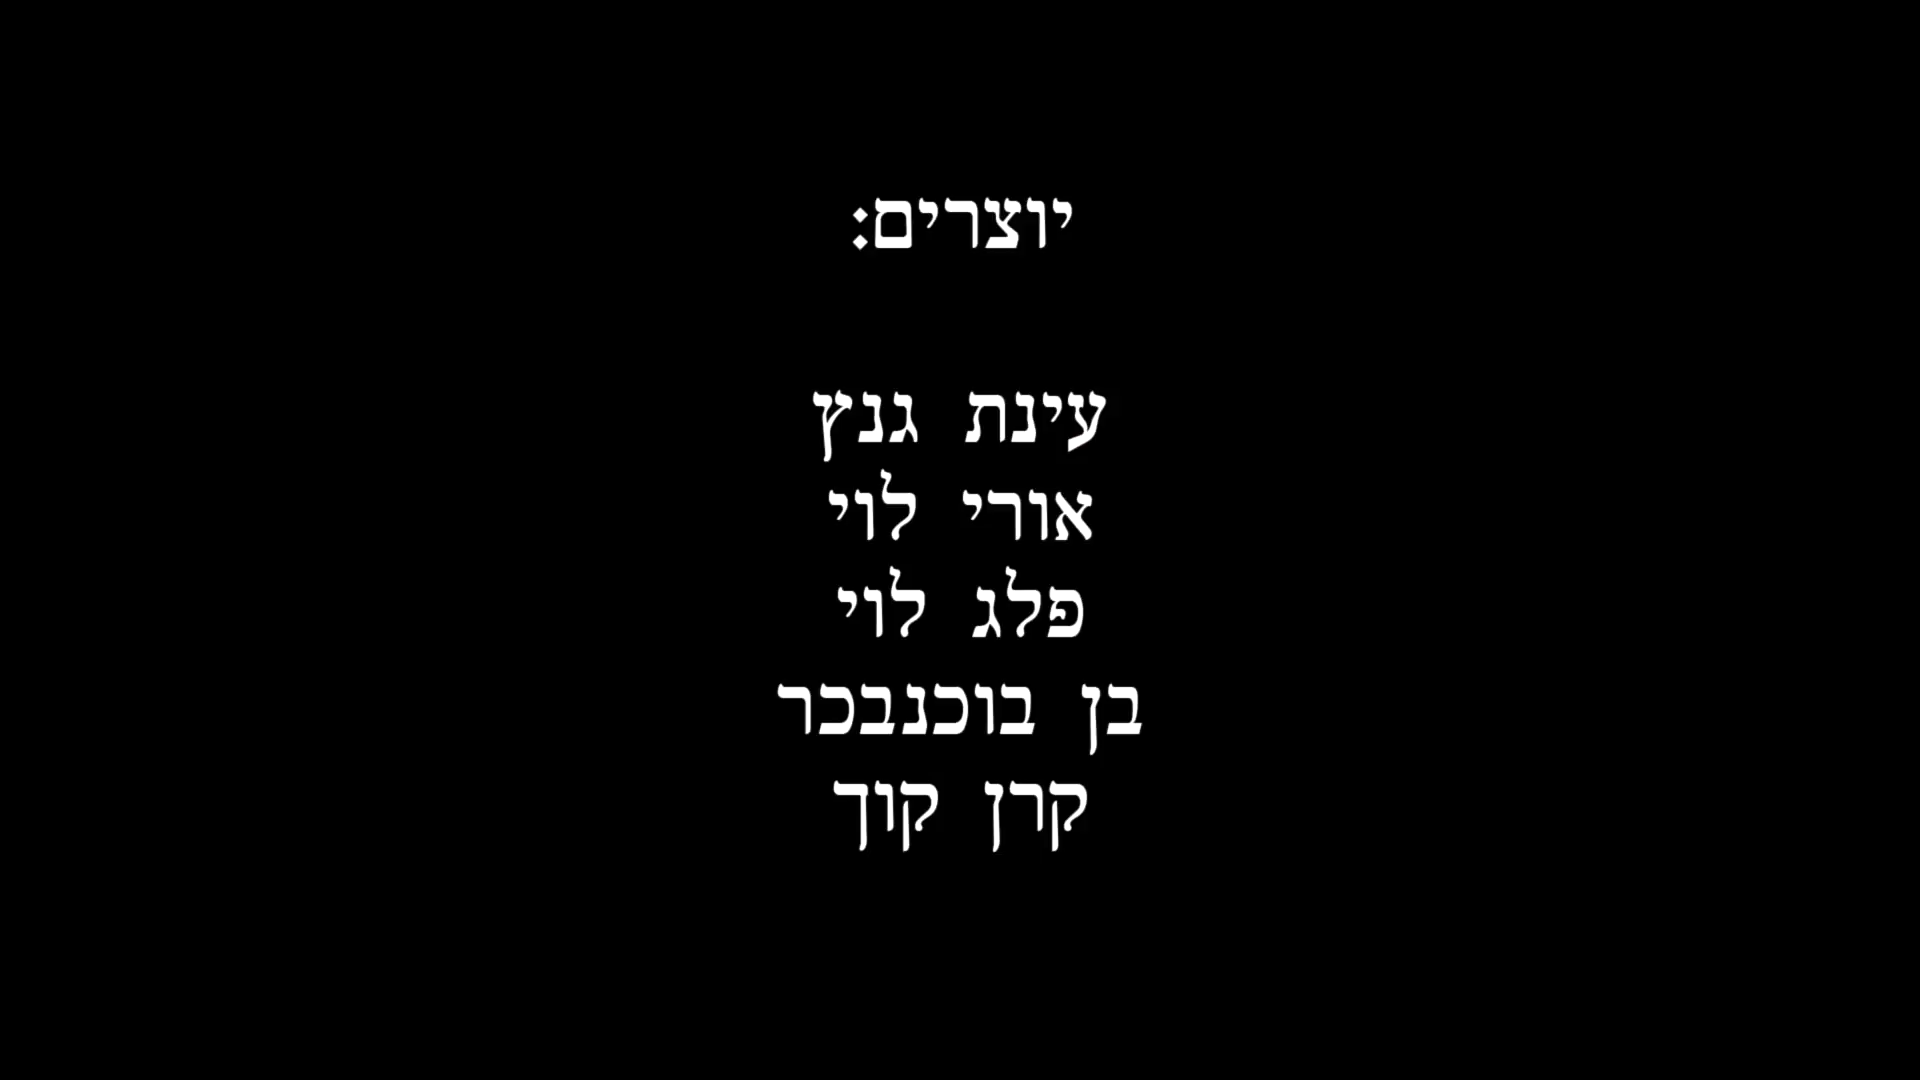 יוצרים:
עינת גנץ
אורי לוי
פלג לוי
בן בוכנבכר
קרן קוך